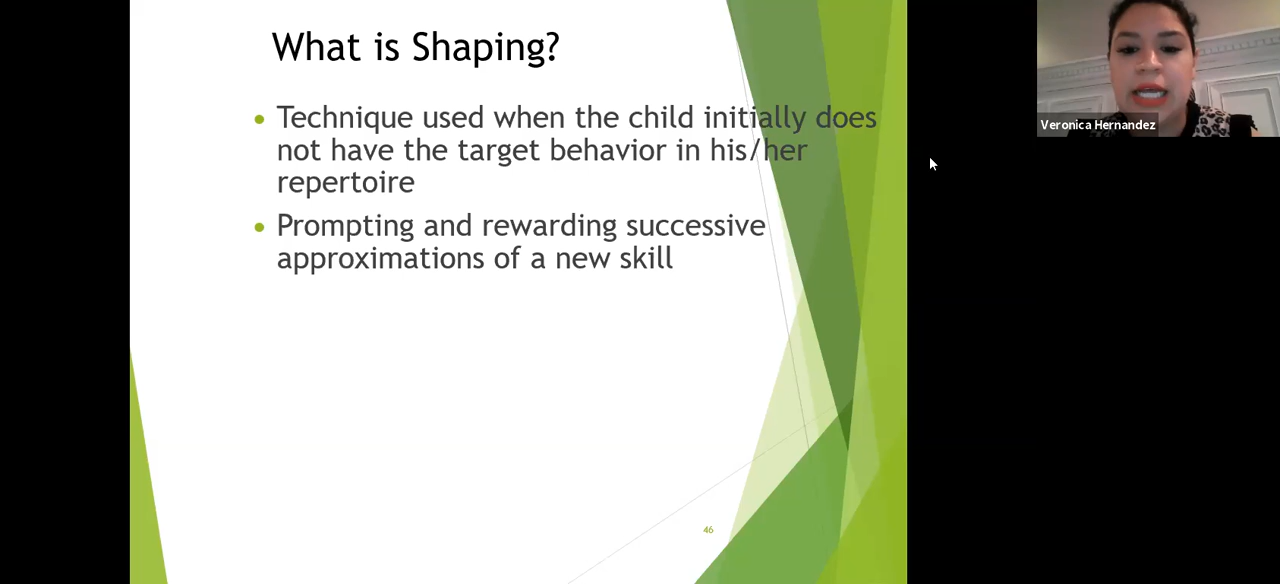 What is Shaping?
• Technique used when the child initially does
not have the target behavior in his/her
repertoire
• Prompting and rewarding successive
approximations of a new skill
46
Veronica Hernandez